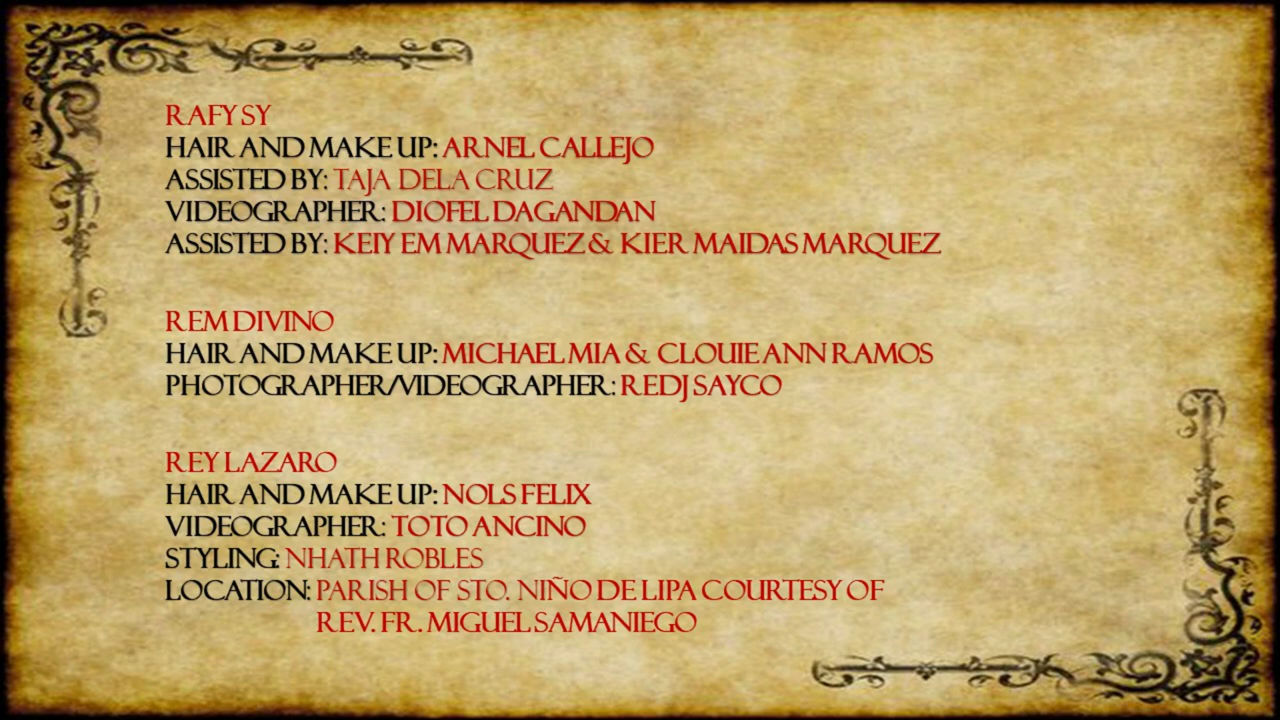 RAFY SY
HAIR AND MAKE UP: ARNEL CALLEJO
ASSISTED BY: TAJA DELA CRUZ
VIDEOGRAPHER: DIOFEL DAGANDAN
ASSISTED BY: KEIY EM MARQUEZ & KIER MAIDAS MARQUEZ
REM DIVINO
HAIR AND MAKE UP: MICHAEL MIA & CLOUIE ANN RAMOS
PHOTOGRAPHER/VIDEOGRAPHER: REDJ SAYCO
REY LAZARO
HAIR AND MAKE UP: NOLS FELIX
VIDEOGRAPHER: TOTO ANCINO
STYLING: NHATH ROBLES
LOCATION: PARISH OF STO. NIÑO DE LIPA COURTESY OF
REV. FR. MIGUEL SAMANIEGO